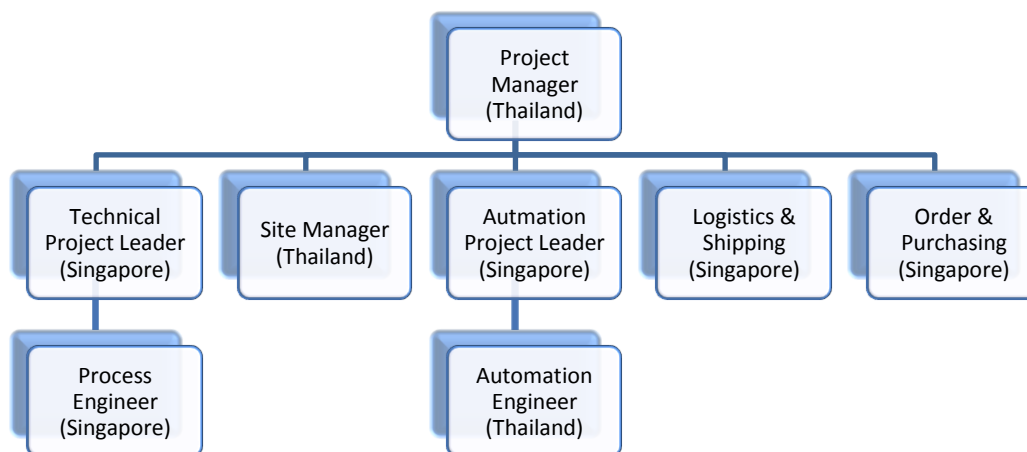 Project
Manager
(Thailand)
Technical
Project Leader
(Singapore)
Site Manager
(Thailand)
Autmation
Project Leader
(Singapore)
Logistics &
Shipping
(Singapore)
Order &
Purchasing
(Singapore)
Process
Engineer
(Singapore)
Automation
Engineer
(Thailand)